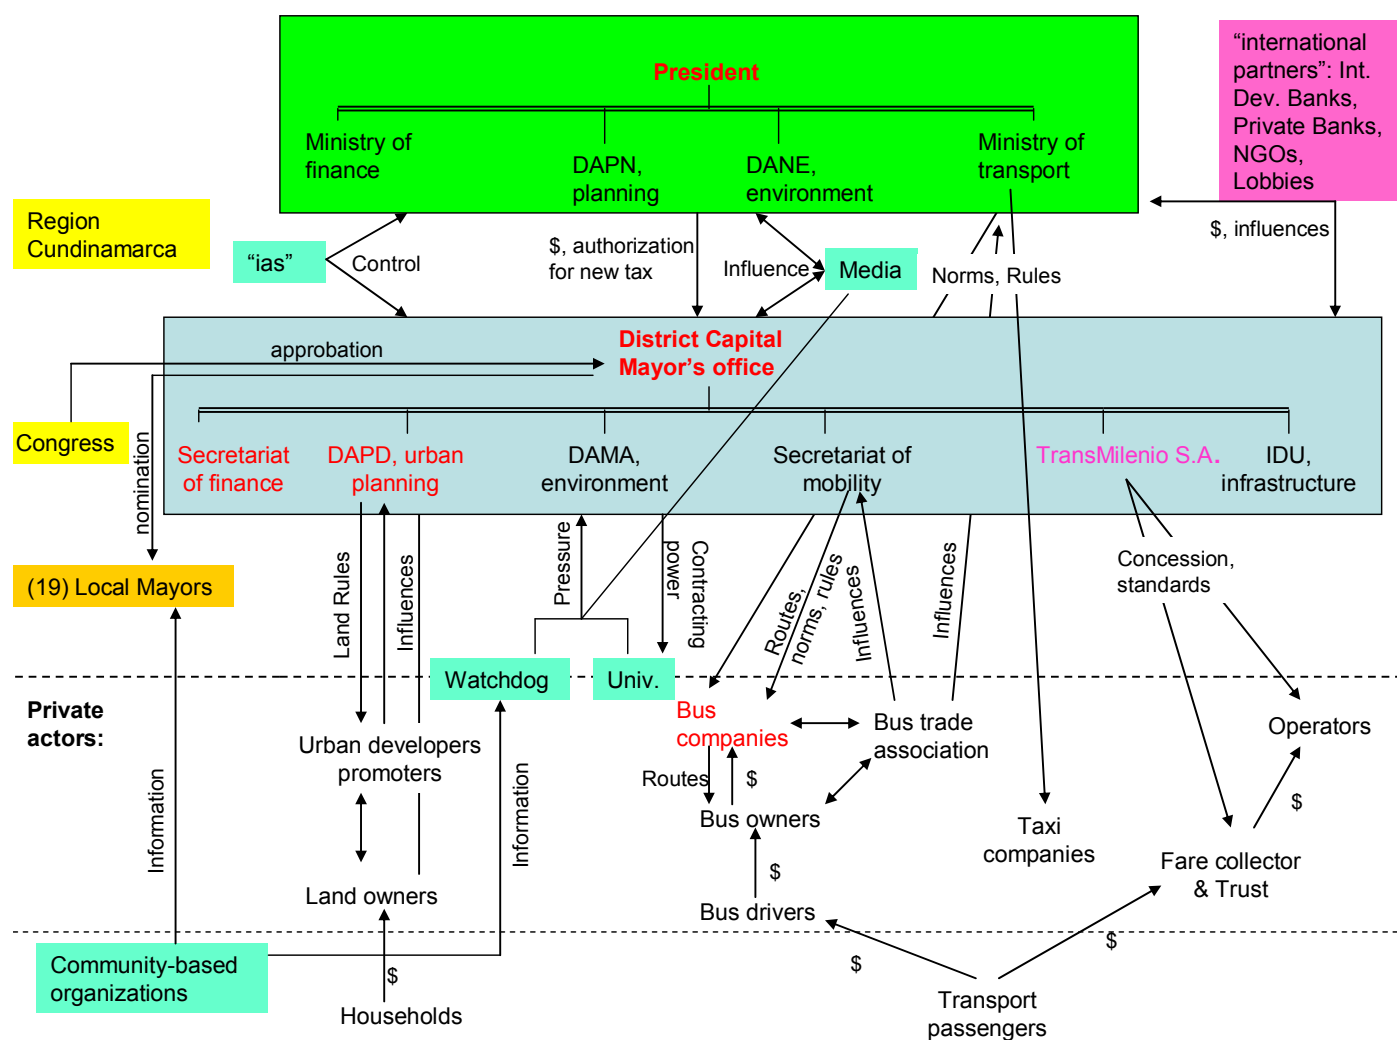 President
Ministry of
finance
DAPN,
planning
DANE,
environment
Ministry of
transport
“international
partners”: Int.
Dev. Banks,
Private Banks,
NGOs,
Lobbies
Region
Cundinamarca
“ias”
Control
$, authorization
for new tax
Influence
Media
Norms, Rules
$, influences
District Capital
Mayor’s office
approbation
Congress
nomination
Secretariat
of finance
DAPD, urban
planning
DAMA,
environment
Secretariat of
mobility
TransMilenio S.A.
IDU,
infrastructure
(19) Local Mayors
Land Rules
Influences
Pressure
Contracting
power
Routes,
norms, rules
Influences
Influences
Concession,
standards
Watchdog
Univ.
Private
actors:
Urban developers
promoters
Bus
companies
Bus trade
association
Operators
Information
Information
Routes
$
Bus owners
$
Taxi
companies
Fare collector
& Trust
Land owners
$
Bus drivers
Community-based
organizations
$
Households
$
$
Transport
passengers